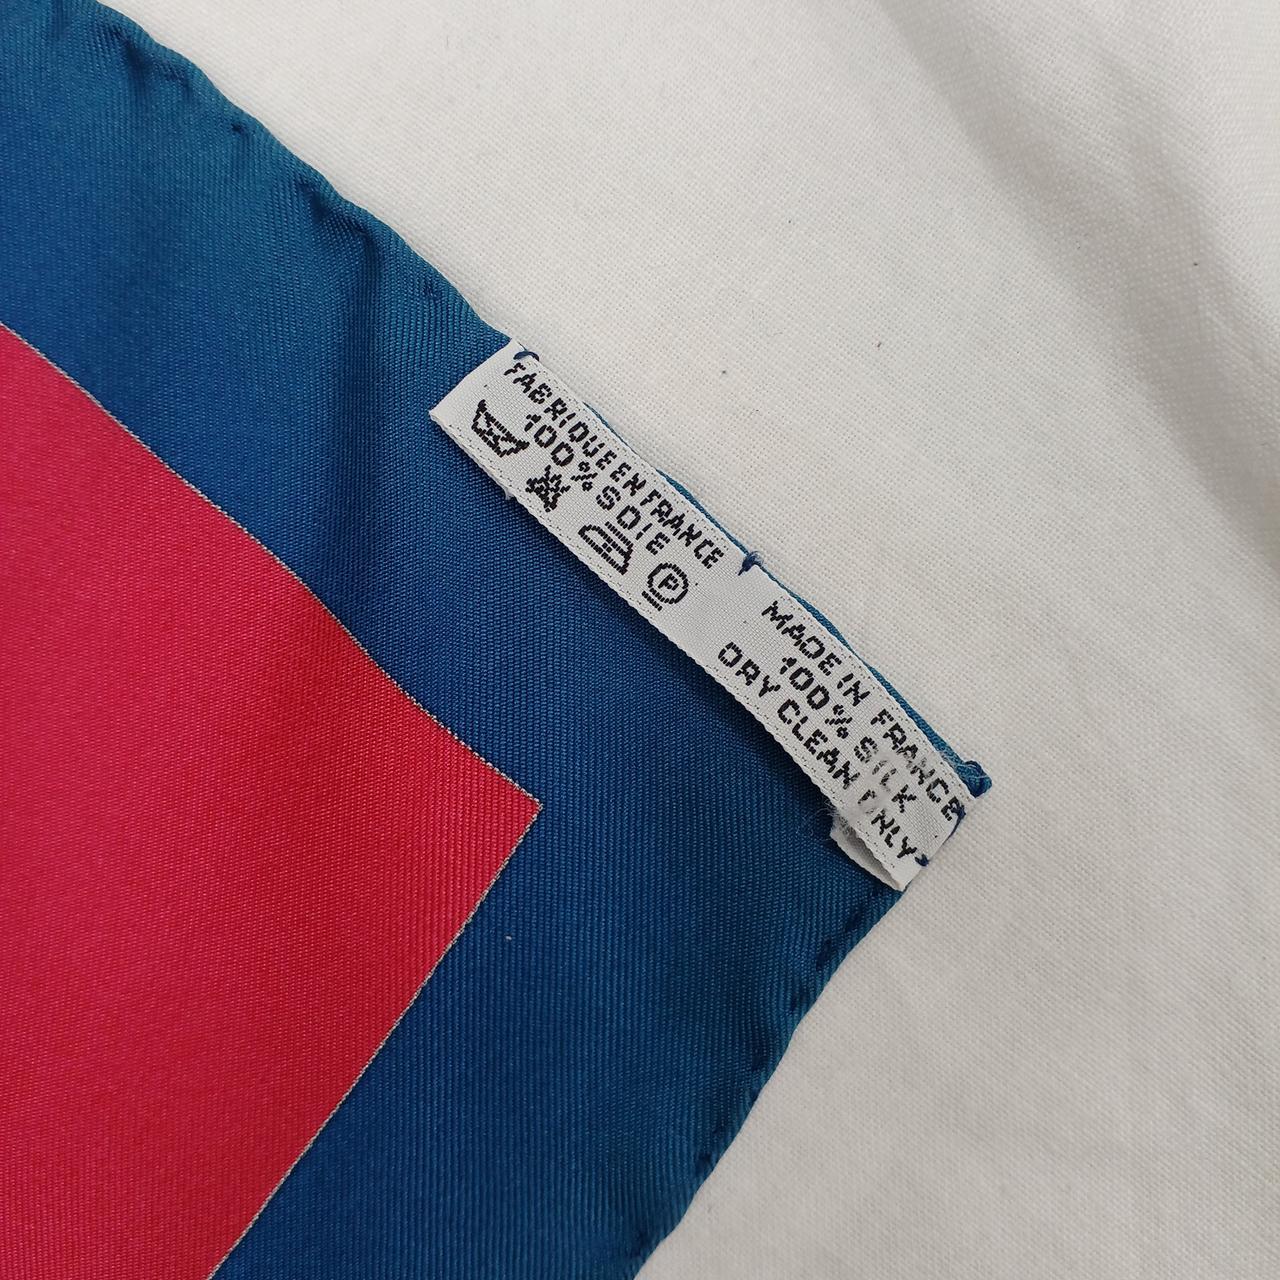 FABRIQUE EN FRANCE
100% SOIE
P
MADE IN FRANCE
100% SILK
DRY CLEAN ONLY